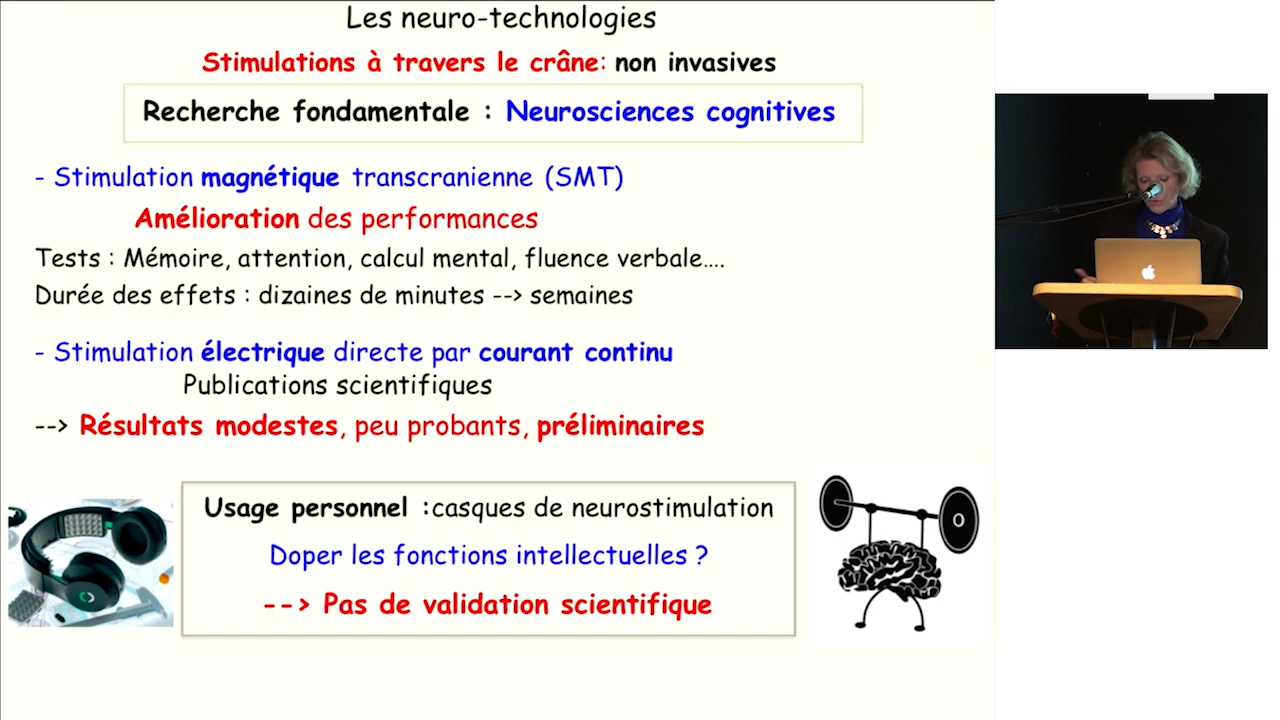 Les neuro-technologies
Stimulations à travers le crâne: non invasives
Recherche fondamentale : Neurosciences cognitives
- Stimulation magnétique transcranienne (SMT)
Amélioration des performances
Tests : Mémoire, attention, calcul mental, fluence verbale....
Durée des effets : dizaines de minutes --> semaines
- Stimulation électrique directe par courant continu
Publications scientifiques
--> Résultats modestes, peu probants, préliminaires
Usage personnel :casques de neurostimulation
Doper les fonctions intellectuelles ?
--> Pas de validation scientifique